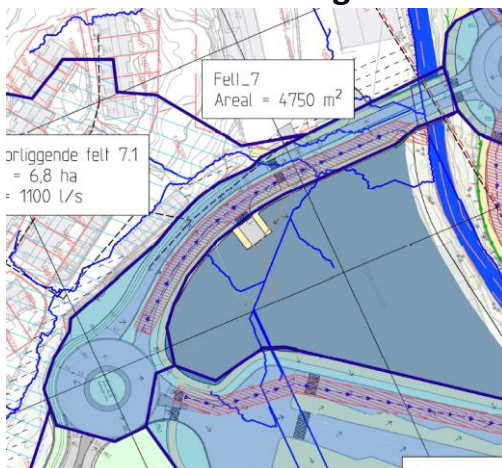 Fell_7
Areal = 4750 m²
orliggende felt 7.1
= 6,8 ha
= 1100 l/s